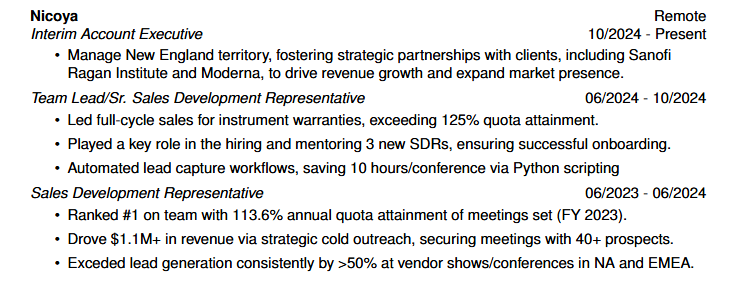 Nicoya Remote
Interim Account Executive 10/2024 - Present
• Manage New England territory, fostering strategic partnerships with clients, including Sanofi
Ragan Institute and Moderna, to drive revenue growth and expand market presence.
Team Lead/Sr. Sales Development Representative 06/2024 - 10/2024
• Led full-cycle sales for instrument warranties, exceeding 125% quota attainment.
• Played a key role in the hiring and mentoring 3 new SDRs, ensuring successful onboarding.
• Automated lead capture workflows, saving 10 hours/conference via Python scripting
Sales Development Representative 06/2023 - 06/2024
• Ranked #1 on team with 113.6% annual quota attainment of meetings set (FY 2023).
• Drove $1.1M+ in revenue via strategic cold outreach, securing meetings with 40+ prospects.
• Exceded lead generation consistently by >50% at vendor shows/conferences in NA and EMEA.